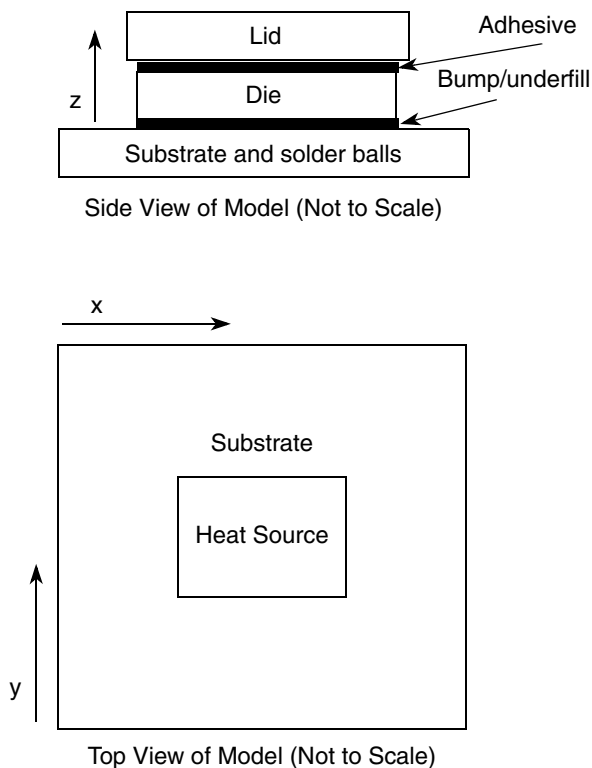 Lid
Adhesive
z
Die
Bump/underfill
Substrate and solder balls
Side View of Model (Not to Scale)
x
Substrate
Heat Source
y
Top View of Model (Not to Scale)